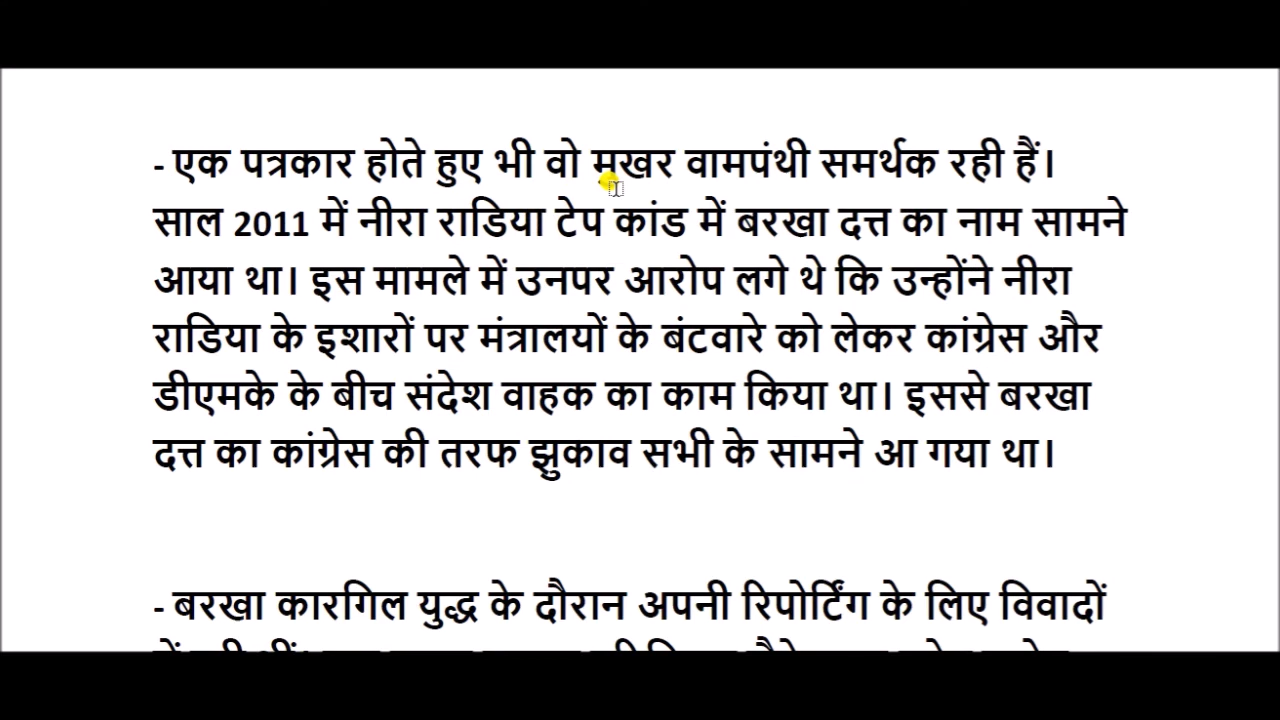 - एक पत्रकार होते हुए भी वो मुखर वामपंथी समर्थक रही हैं।
साल 2011 में नीरा राडिया टेप कांड में बरखा दत्त का नाम सामने
आया था। इस मामले में उनपर आरोप लगे थे कि उन्होंने नीरा
राडिया के इशारों पर मंत्रालयों के बंटवारे को लेकर कांग्रेस और
डीएमके के बीच संदेश वाहक का काम किया था। इससे बरखा
दत्त का कांग्रेस की तरफ झुकाव सभी के सामने आ गया था।
- बरखा कारगिल युद्ध के दौरान अपनी रिपोर्टिंग के लिए विवादों